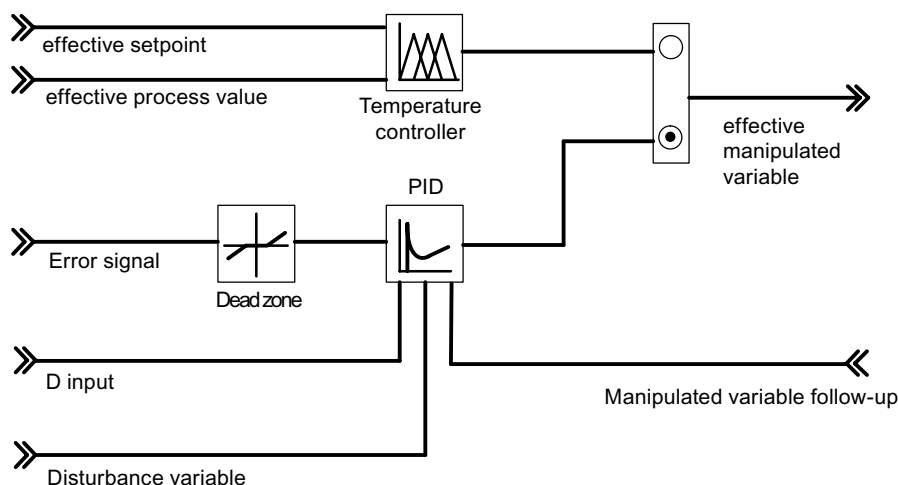 effective setpoint
effective process value
Temperature
controller
effective
manipulated
variable
PID
Error signal
Dead zone
D input
Manipulated variable follow-up
Disturbance variable